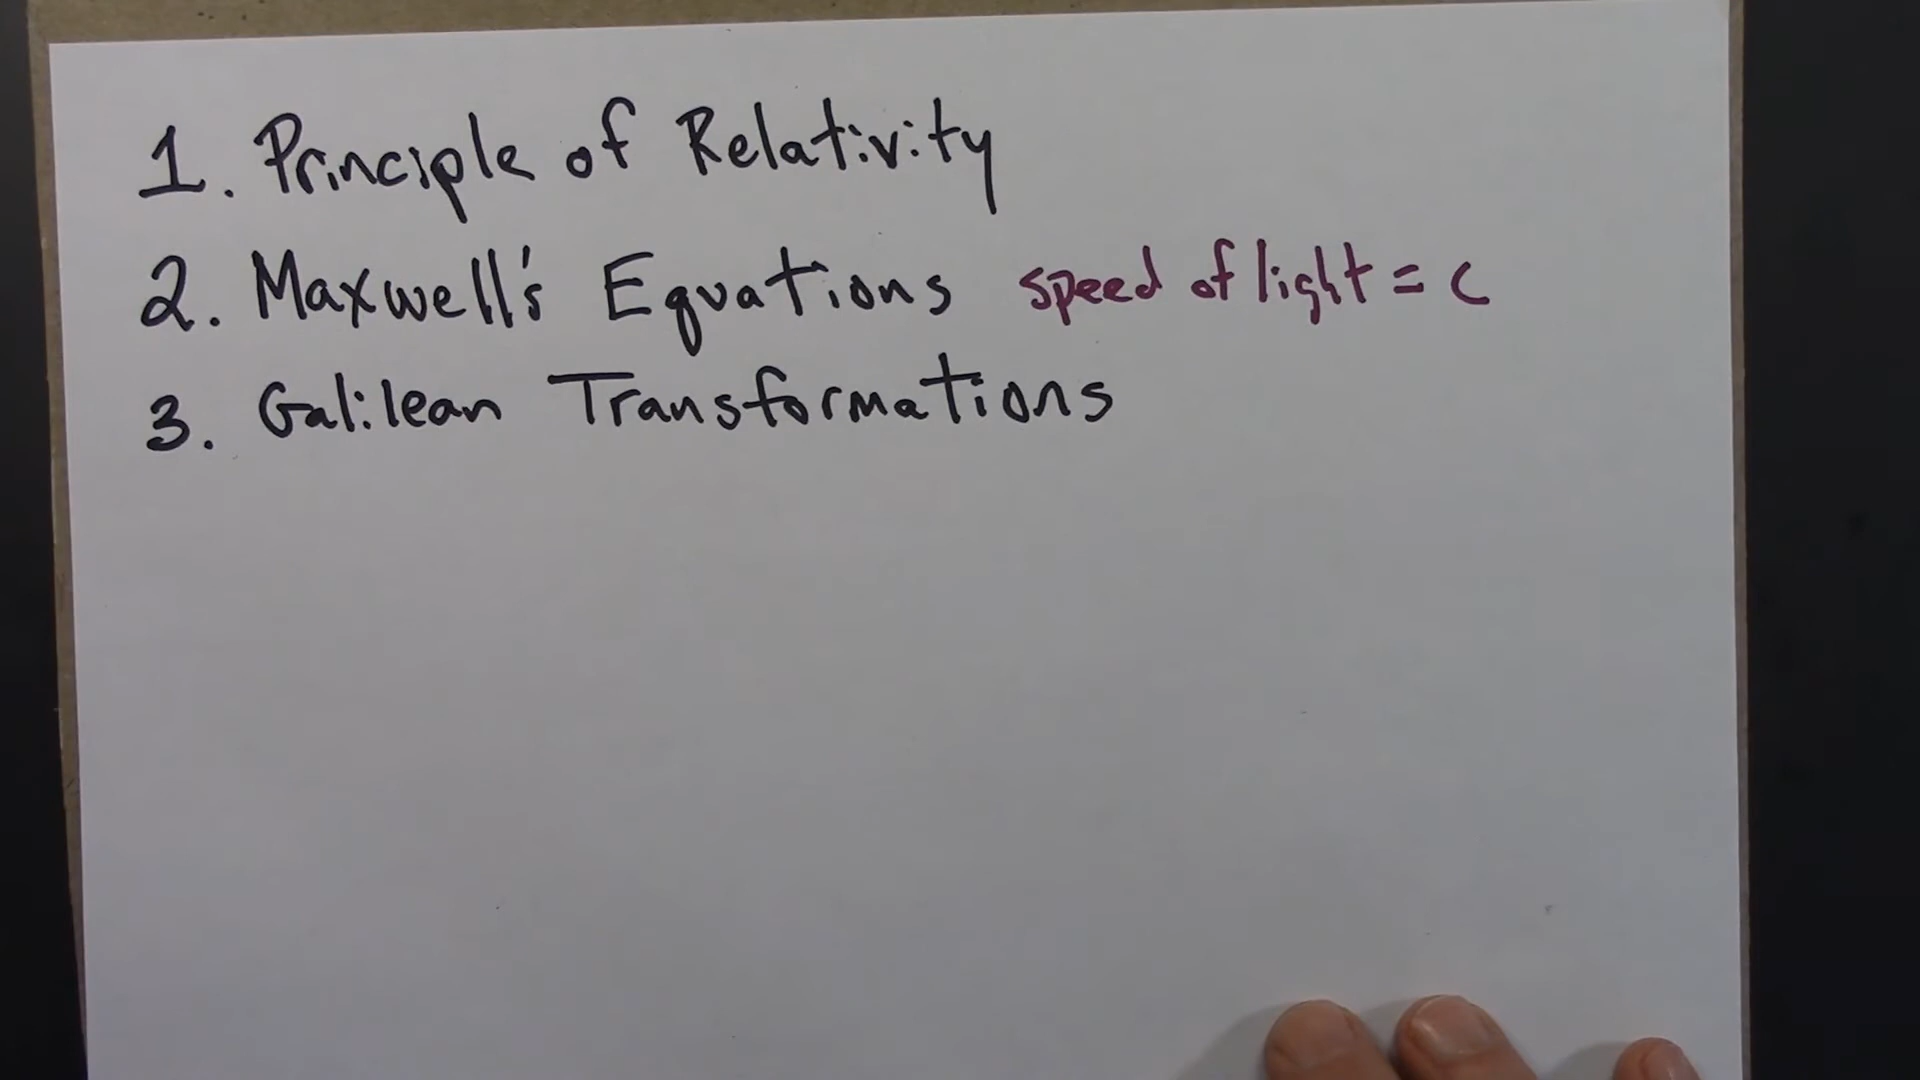 1. Principle of Relativity
2. Maxwell's Equations speed of light = c
3. Galilean Transformations